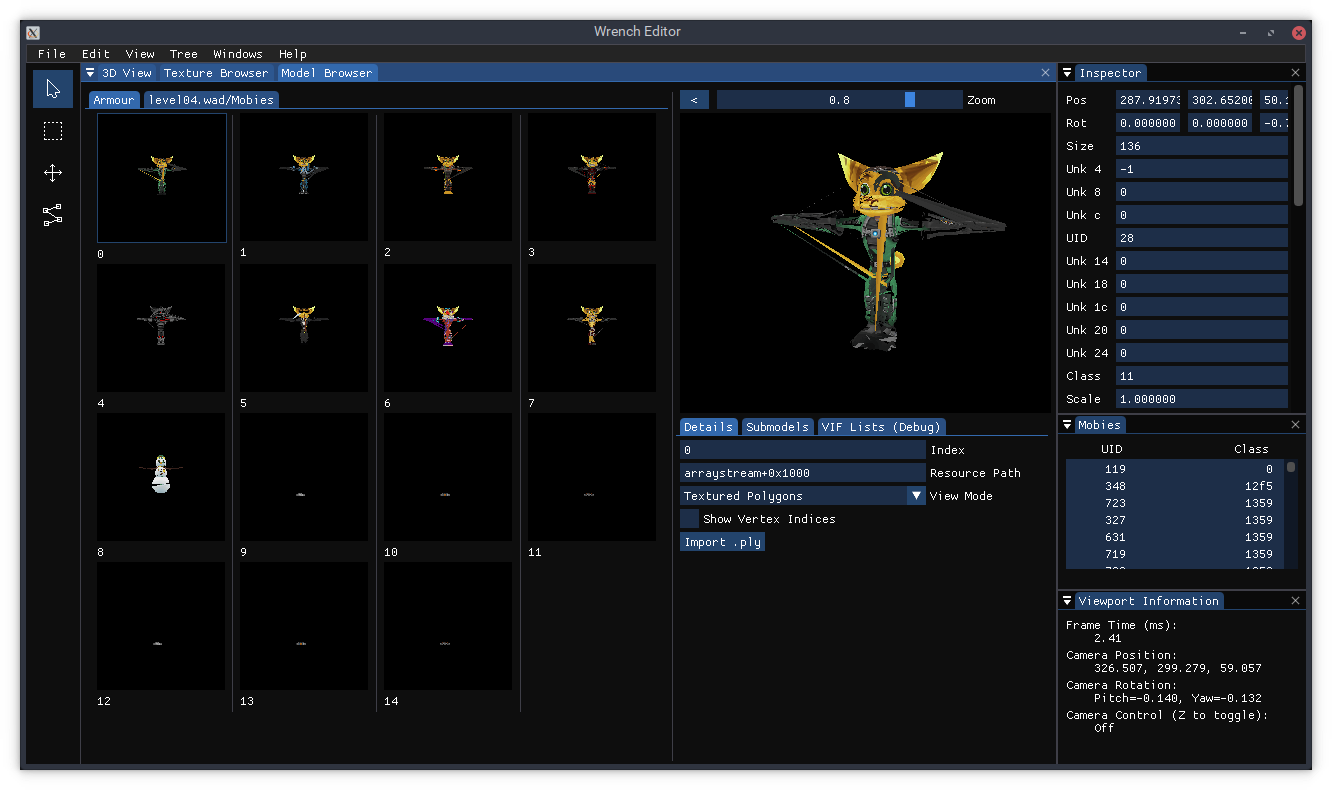 Wrench Editor
File Edit View Tree Windows Help
3D View Texture Browser Model Browser
Armour level04.wad/Mobies
0 1 2 3
4 5 6 7
8 9 10 11
12 13 14
< 0.8 Zoom
Details Submodels VIF Lists (Debug)
0 Index
arraystream+0x1000 Resource Path
Textured Polygons View Mode
Show Vertex Indices
Import .ply
Inspector
Pos 287.91973 302.65200 50.1
Rot 0.000000 0.000000 -0.7
Size 136
Unk 4 -1
Unk 8 0
Unk c 0
UID 28
Unk 14 0
Unk 18 0
Unk 1c 0
Unk 20 0
Unk 24 0
Class 11
Scale 1.000000
Mobies
UID Class
119 0
348 12f5
723 1359
327 1359
631 1359
719 1359
Viewport Information
Frame Time (ms):
2.41
Camera Position:
326.507, 299.279, 59.057
Camera Rotation:
Pitch=-0.140, Yaw=-0.132
Camera Control (Z to toggle):
Off